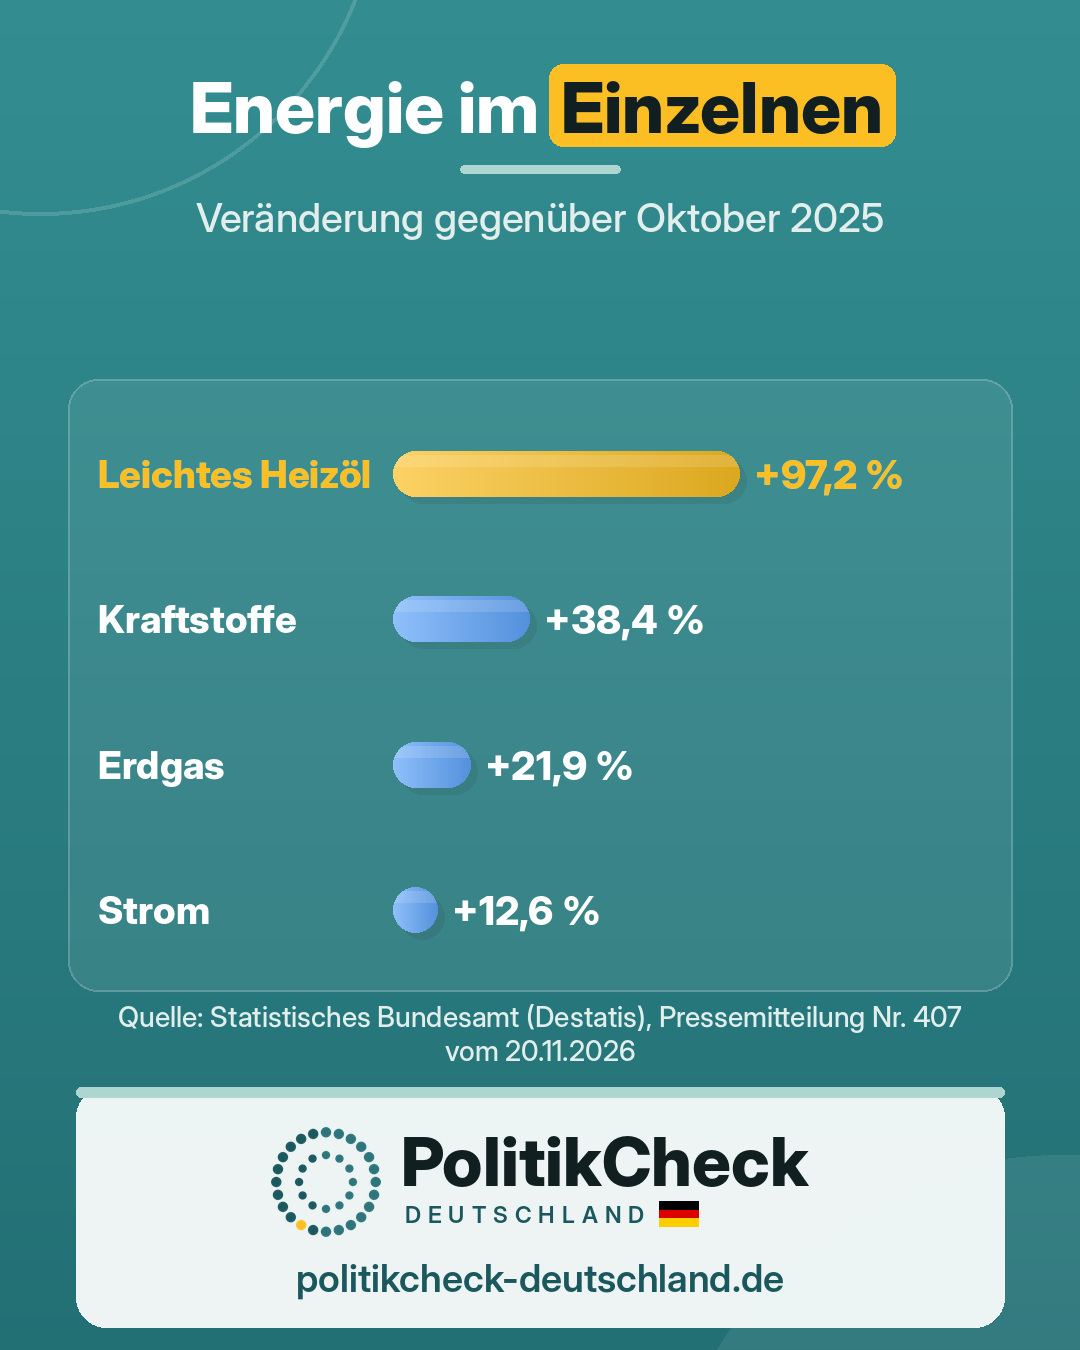 Energie im Einzelnen
Veränderung gegenüber Oktober 2025
Leichtes Heizöl +97,2 %
Kraftstoffe +38,4 %
Erdgas +21,9 %
Strom +12,6 %
Quelle: Statistisches Bundesamt (Destatis), Pressemitteilung Nr. 407
vom 20.11.2026
PolitikCheck
DEUTSCHLAND
politikcheck-deutschland.de